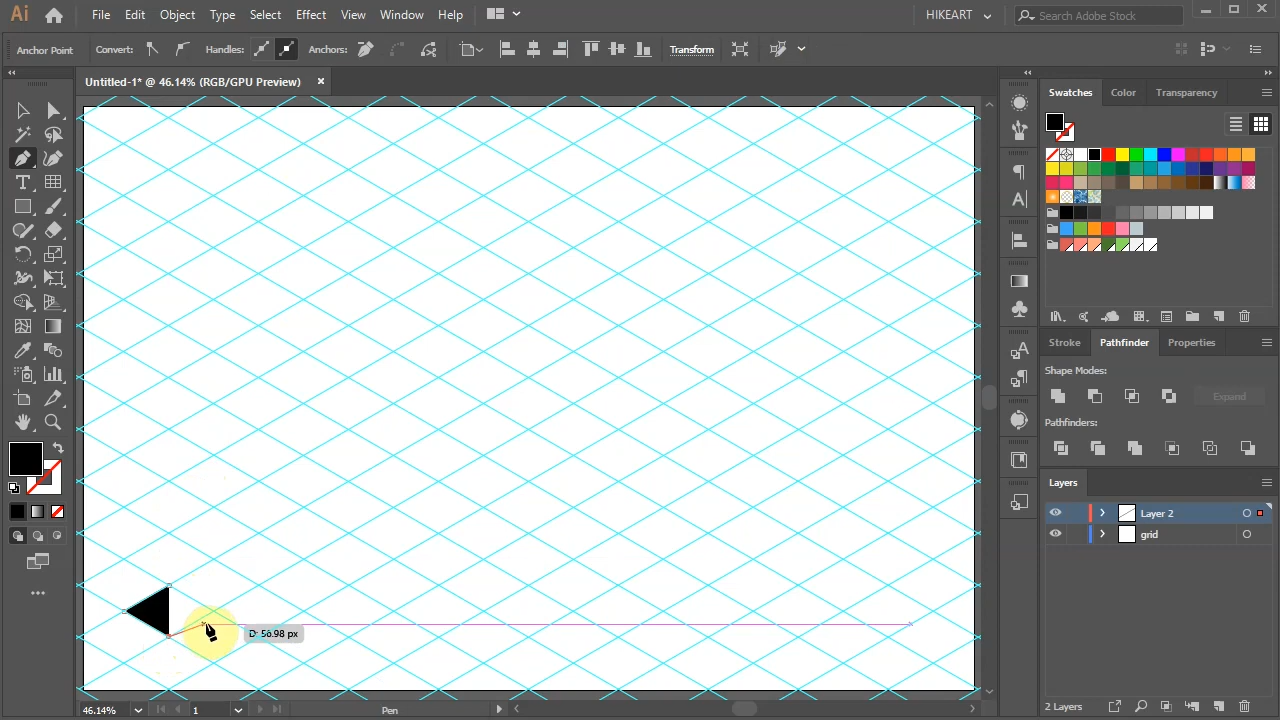 Ai File Edit Object Type Select Effect View Window Help HIKEART Search Adobe Stock
Anchor Point Convert: Handles: Anchors: Transform
Untitled-1* @ 46.14% (RGB/GPU Preview) ×
Swatches Color Transparency
Stroke Pathfinder Properties
Shape Modes:
Expand
Pathfinders:
Layers
Layer 2
grid
D: 56.98 px
46.14% 1 Pen
2 Layers